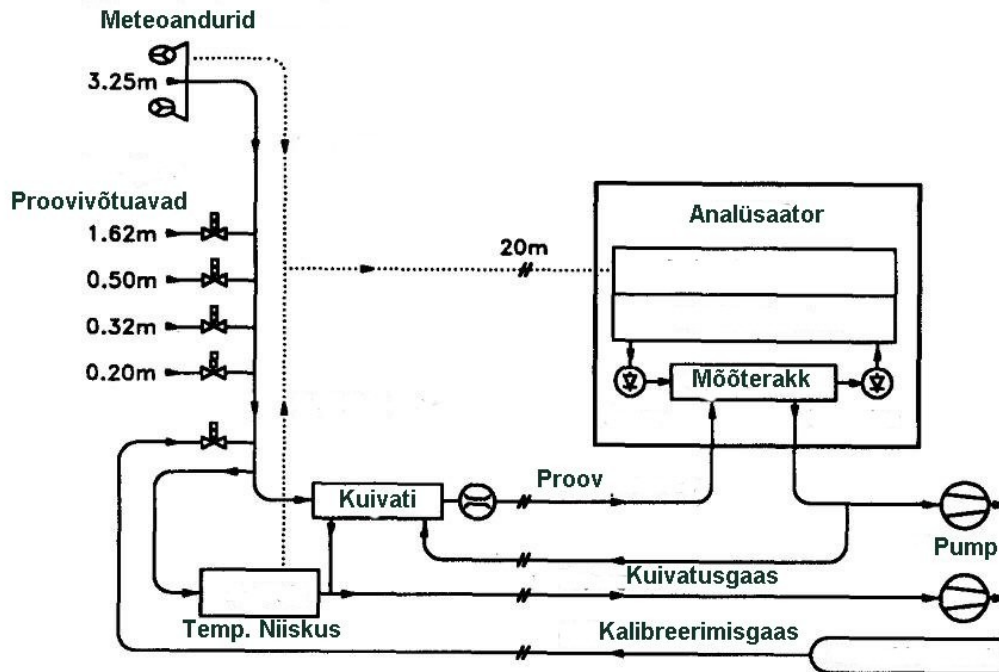 Meteoandurid
3.25m
Proovivõtuavad
1.62m
0.50m
0.32m
0.20m
20m
Analüsaator
Mõõterakk
Proov
Kuivati
Pump
Kuivatusgaas
Temp. Niiskus
Kalibreerimisgaas